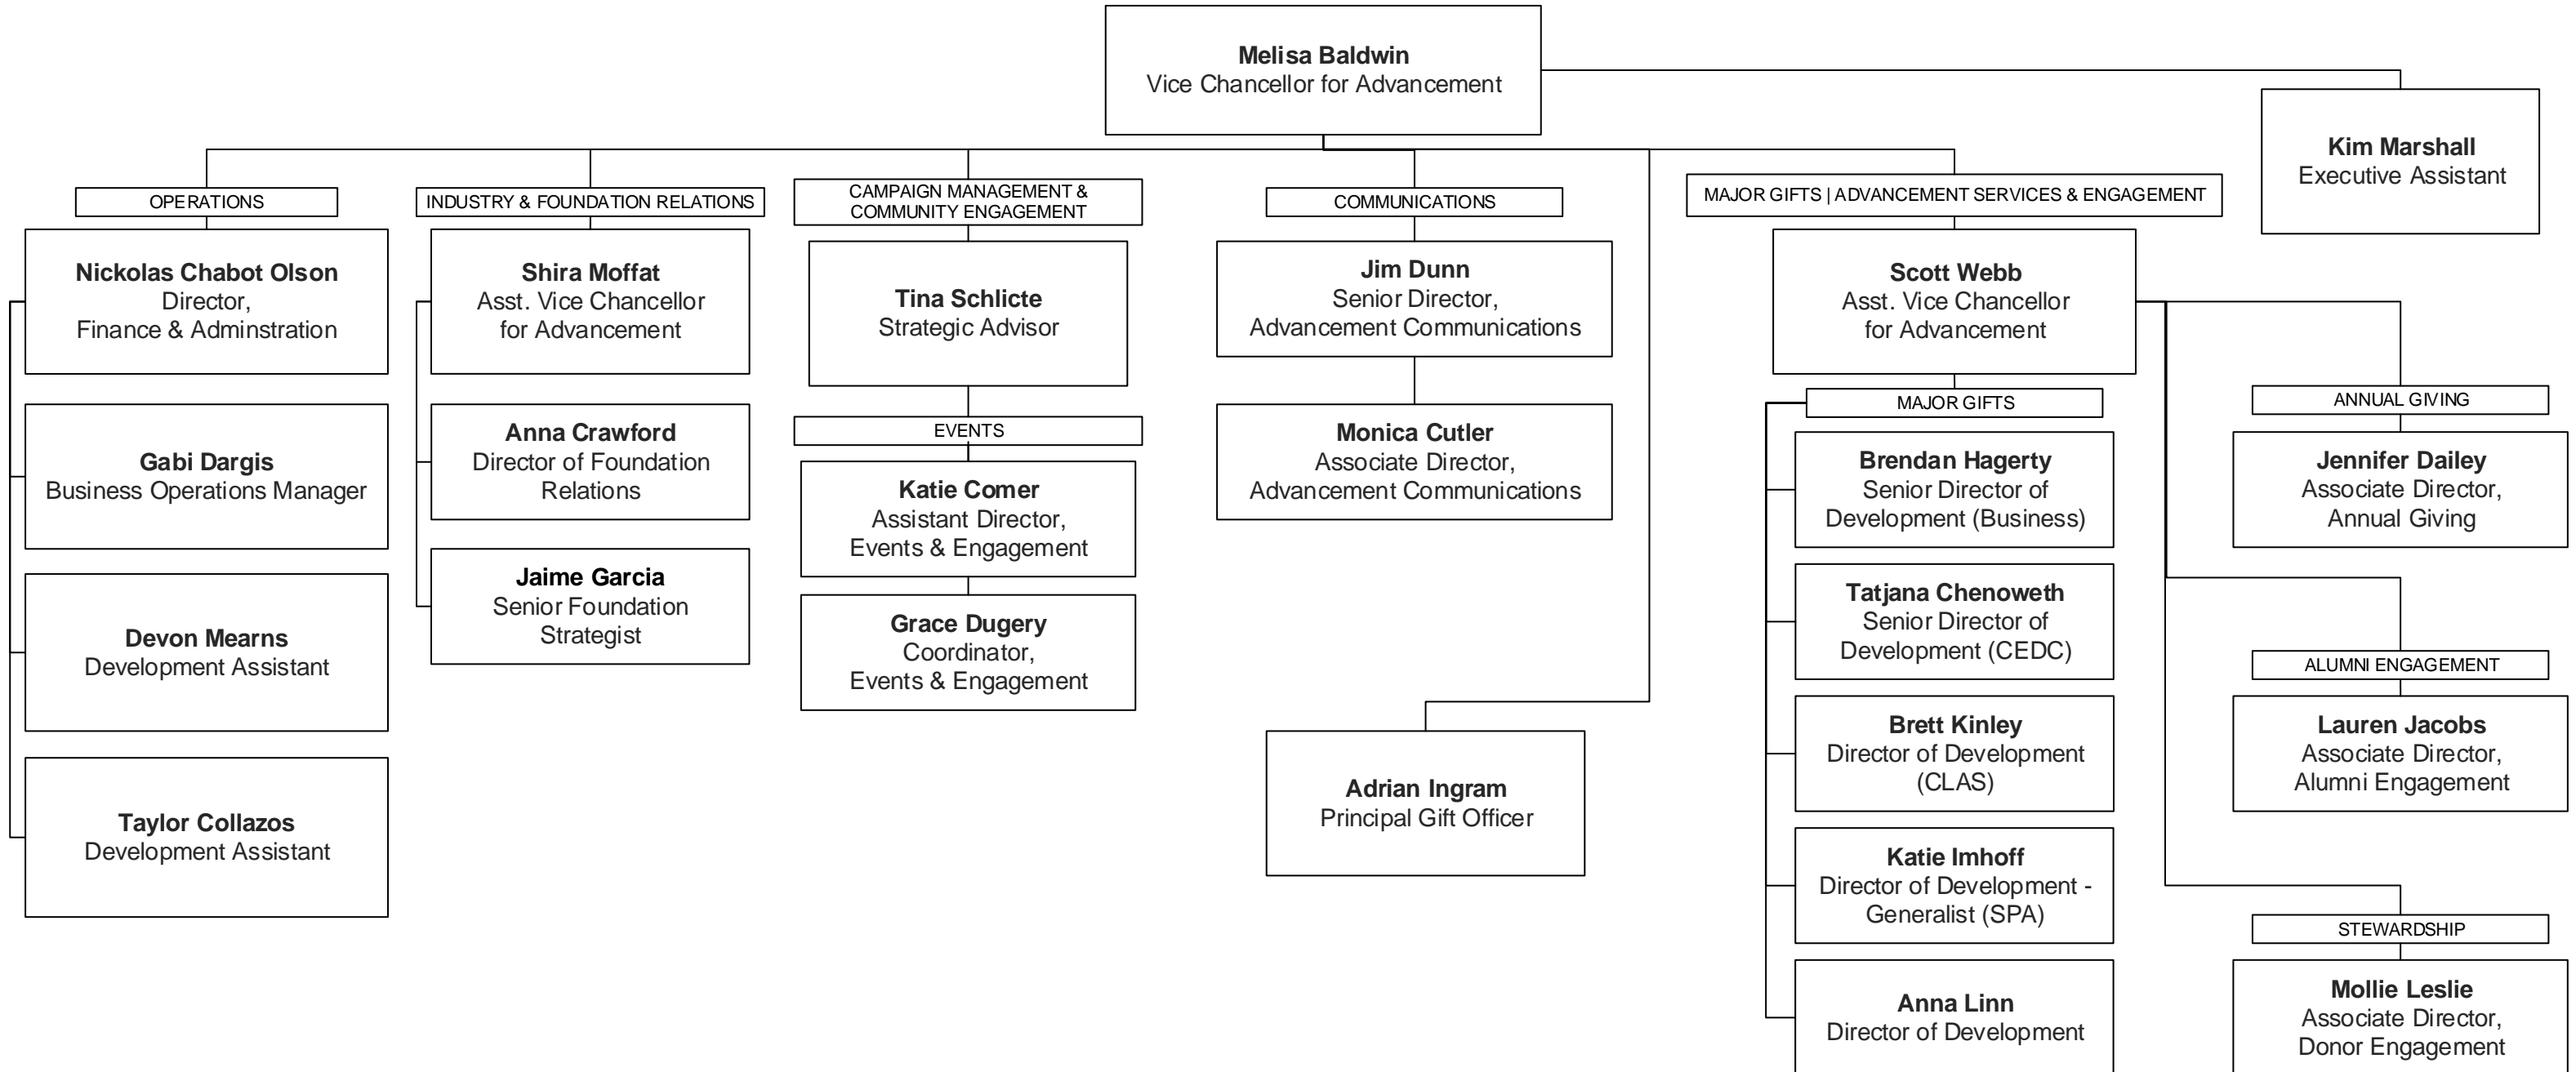 Melisa Baldwin
Vice Chancellor for Advancement
Kim Marshall
Executive Assistant
OPERATIONS
Nickolas Chabot Olson
Director,
Finance & Adminstration
Gabi Dargis
Business Operations Manager
Devon Mearns
Development Assistant
Taylor Collazos
Development Assistant
INDUSTRY & FOUNDATION RELATIONS
Shira Moffat
Asst. Vice Chancellor
for Advancement
Anna Crawford
Director of Foundation
Relations
Jaime Garcia
Senior Foundation
Strategist
CAMPAIGN MANAGEMENT &
COMMUNITY ENGAGEMENT
Tina Schlicte
Strategic Advisor
EVENTS
Katie Comer
Assistant Director,
Events & Engagement
Grace Dugery
Coordinator,
Events & Engagement
COMMUNICATIONS
Jim Dunn
Senior Director,
Advancement Communications
Monica Cutler
Associate Director,
Advancement Communications
Adrian Ingram
Principal Gift Officer
MAJOR GIFTS | ADVANCEMENT SERVICES & ENGAGEMENT
Scott Webb
Asst. Vice Chancellor
for Advancement
MAJOR GIFTS
Brendan Hagerty
Senior Director of
Development (Business)
Tatjana Chenoweth
Senior Director of
Development (CEDC)
Brett Kinley
Director of Development
(CLAS)
Katie Imhoff
Director of Development -
Generalist (SPA)
Anna Linn
Director of Development
ANNUAL GIVING
Jennifer Dailey
Associate Director,
Annual Giving
ALUMNI ENGAGEMENT
Lauren Jacobs
Associate Director,
Alumni Engagement
STEWARDSHIP
Mollie Leslie
Associate Director,
Donor Engagement